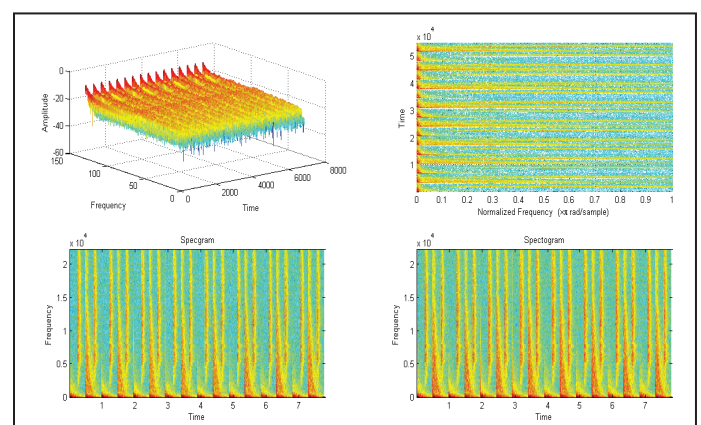 0
-20
-40
-60
Amplitude
150
100
50
0
Frequency
0
2000
4000
6000
8000
Time
x 10 4
5
4
3
2
1
Time
0 0.1 0.2 0.3 0.4 0.5 0.6 0.7 0.8 0.9 1
Normalized Frequency (×π rad/sample)
Specgram
x 10 4
2
1.5
1
0.5
0
Frequency
1 2 3 4 5 6 7
Time
Spectogram
x 10 4
2
1.5
1
0.5
0
Frequency
1 2 3 4 5 6 7
Time